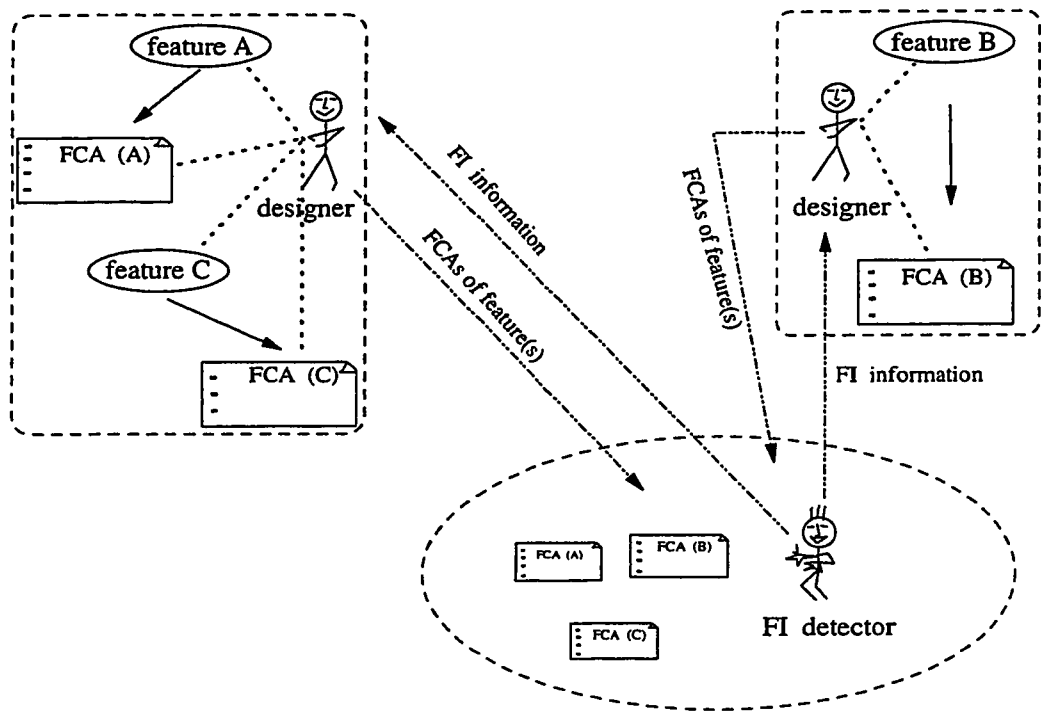 feature A
FCA (A)
designer
feature C
FCA (C)
FI information
FCAs of feature(s)
feature B
designer
FCA (B)
FCAs of feature(s)
FI information
FCA (A)
FCA (B)
FCA (C)
FI detector